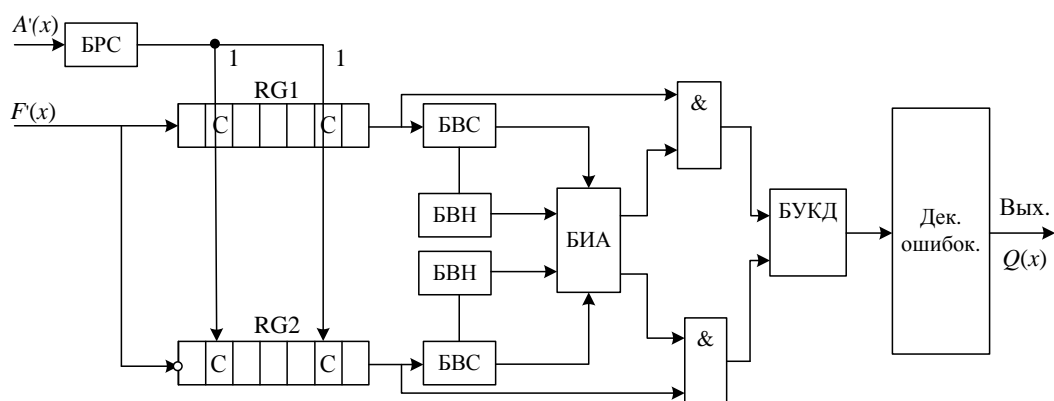 A'(x)
БРС
1
1
RG1
F'(x)
C
C
&
БВС
БВН
БИА
БУКД
Дек.
ошибок.
Вых.
Q(x)
БВН
RG2
C
C
БВС
&